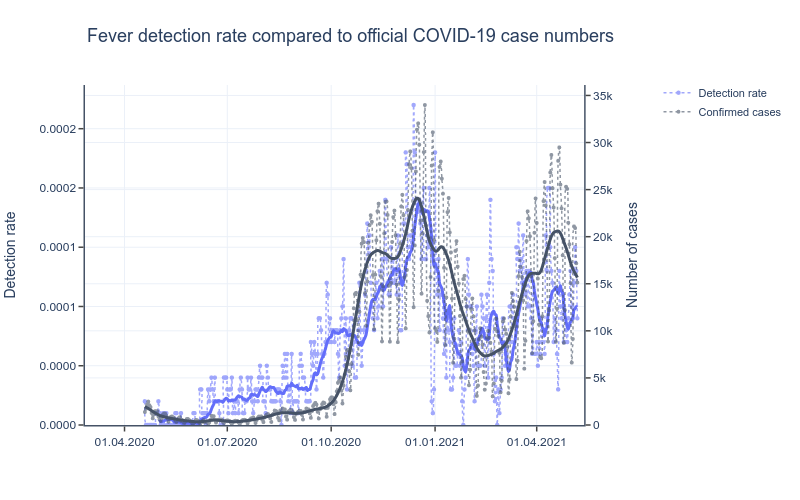 Fever detection rate compared to official COVID-19 case numbers
Detection rate
Confirmed cases
35k
30k
25k
20k
15k
10k
5k
0
Number of cases
0.0002
0.0002
0.0001
0.0001
0.0000
0.0000
Detection rate
01.04.2020
01.07.2020
01.10.2020
01.01.2021
01.04.2021